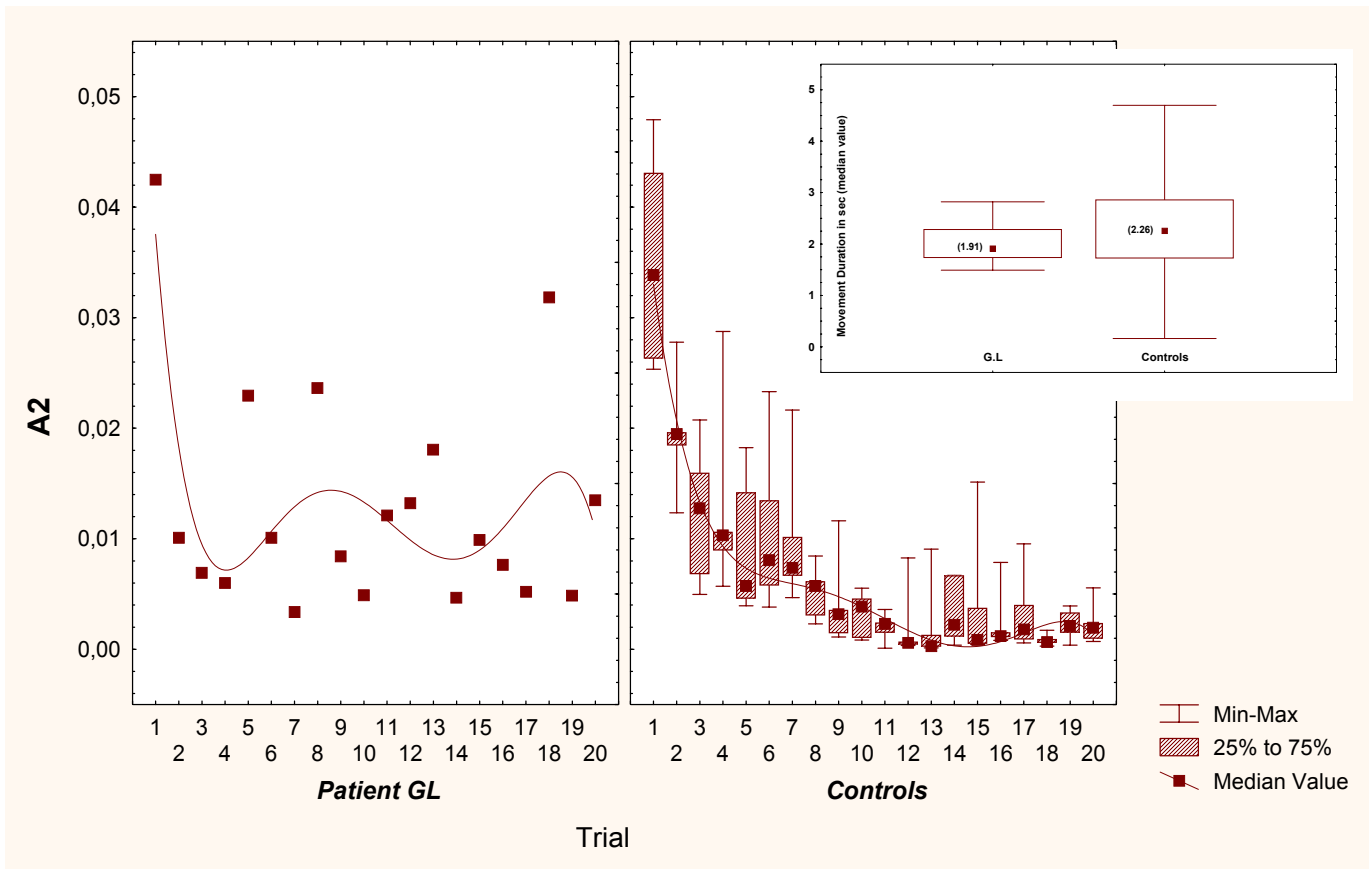 A2
0,05
0,04
0,03
0,02
0,01
0,00
1 3 5 7 9 11 13 15 17 19
2 4 6 8 10 12 14 16 18 20
Patient GL
1 3 5 7 9 11 13 15 17 19
2 4 6 8 10 12 14 16 18 20
Controls
Trial
Movement Duration in sec (median value)
5
4
3
2
1
0
(1.91)
(2.26)
G.L
Controls
Min-Max
25% to 75%
Median Value